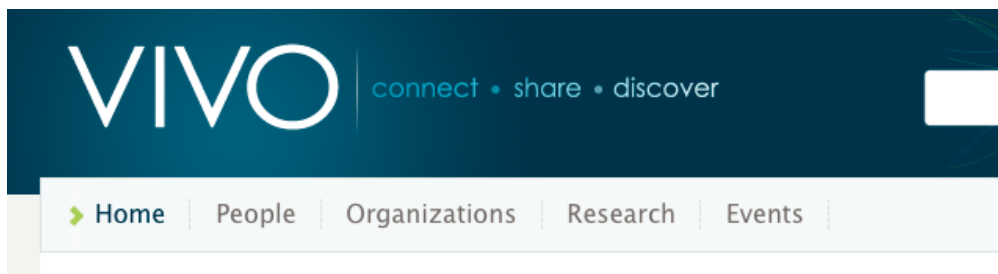 VIVO
connect • share • discover
Home People Organizations Research Events